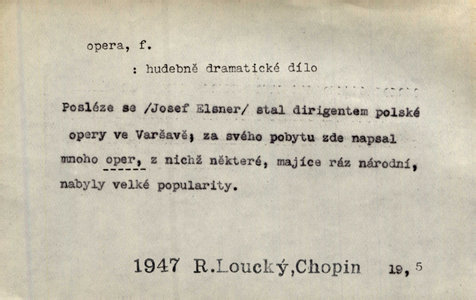 opera, f.
: hudebně dramatické dílo
Posléze se /Josef Elsner/ stal dirigentem polské
opery ve Varšavě; za svého pobytu zde napsal
mnoho oper, z nichž některé, majíce ráz národní,
nabyly velké popularity.
1947 R.Loucký,Chopin 19, 5